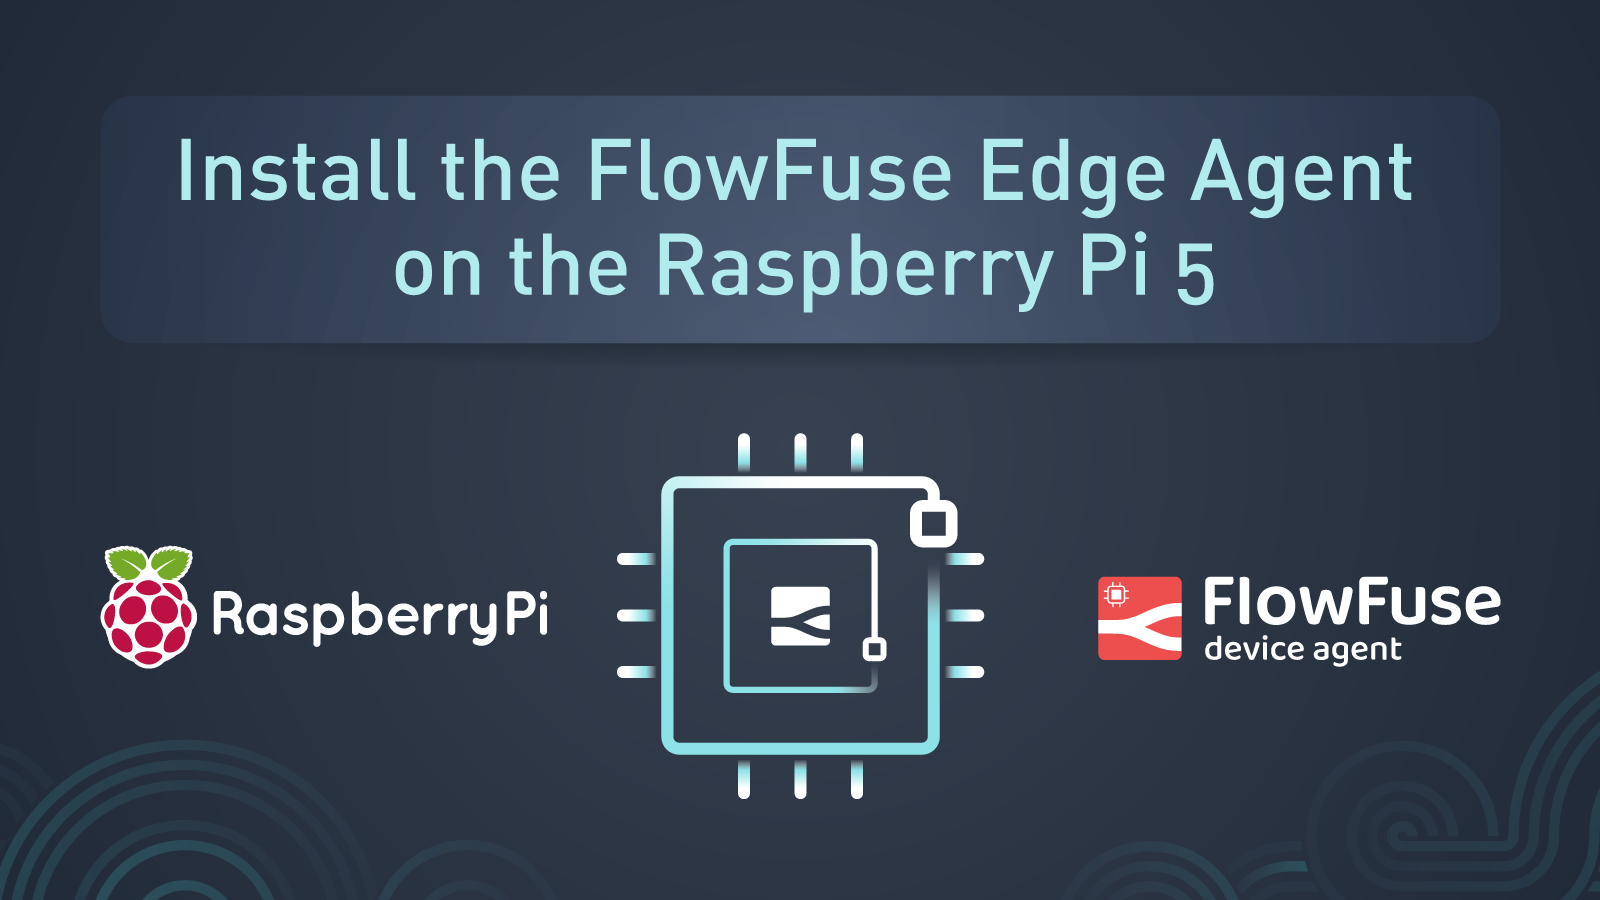 Install the FlowFuse Edge Agent
on the Raspberry Pi 5
RaspberryPi
FlowFuse
device agent